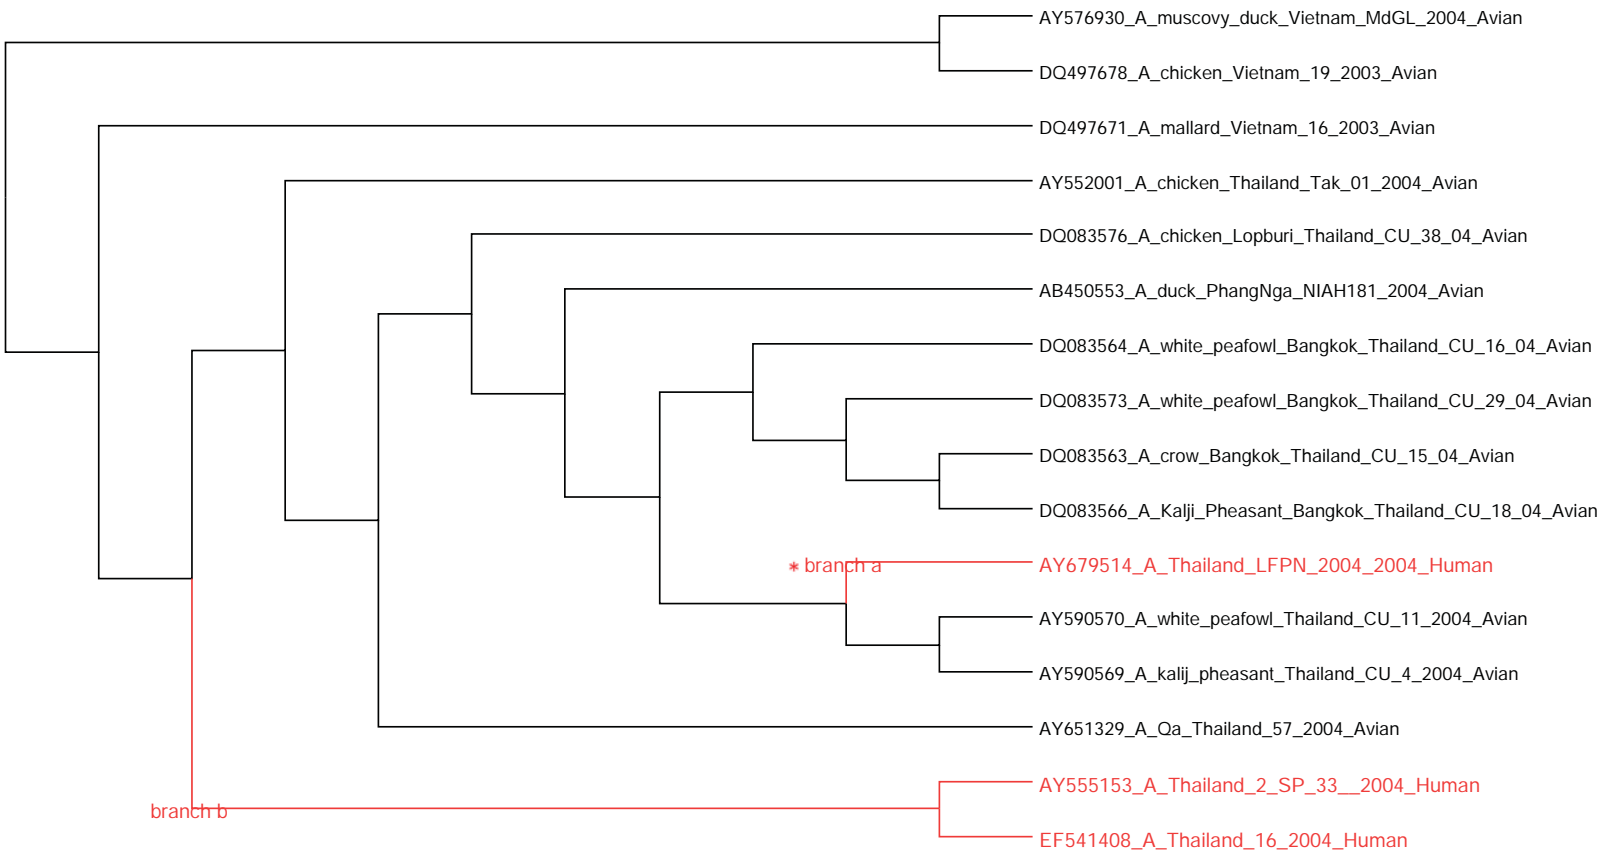 AY576930_A_muscovy_duck_Vietnam_MdGL_2004_Avian
DQ497678_A_chicken_Vietnam_19_2003_Avian
DQ497671_A_mallard_Vietnam_16_2003_Avian
AY552001_A_chicken_Thailand_Tak_01_2004_Avian
DQ083576_A_chicken_Lopburi_Thailand_CU_38_04_Avian
AB450553_A_duck_PhangNga_NIAH181_2004_Avian
DQ083564_A_white_peafowl_Bangkok_Thailand_CU_16_04_Avian
DQ083573_A_white_peafowl_Bangkok_Thailand_CU_29_04_Avian
DQ083563_A_crow_Bangkok_Thailand_CU_15_04_Avian
DQ083566_A_Kalji_Pheasant_Bangkok_Thailand_CU_18_04_Avian
* branch a
AY679514_A_Thailand_LFPN_2004_2004_Human
AY590570_A_white_peafowl_Thailand_CU_11_2004_Avian
AY590569_A_kalij_pheasant_Thailand_CU_4_2004_Avian
AY651329_A_Qa_Thailand_57_2004_Avian
AY555153_A_Thailand_2_SP_33__2004_Human
branch b
EF541408_A_Thailand_16_2004_Human